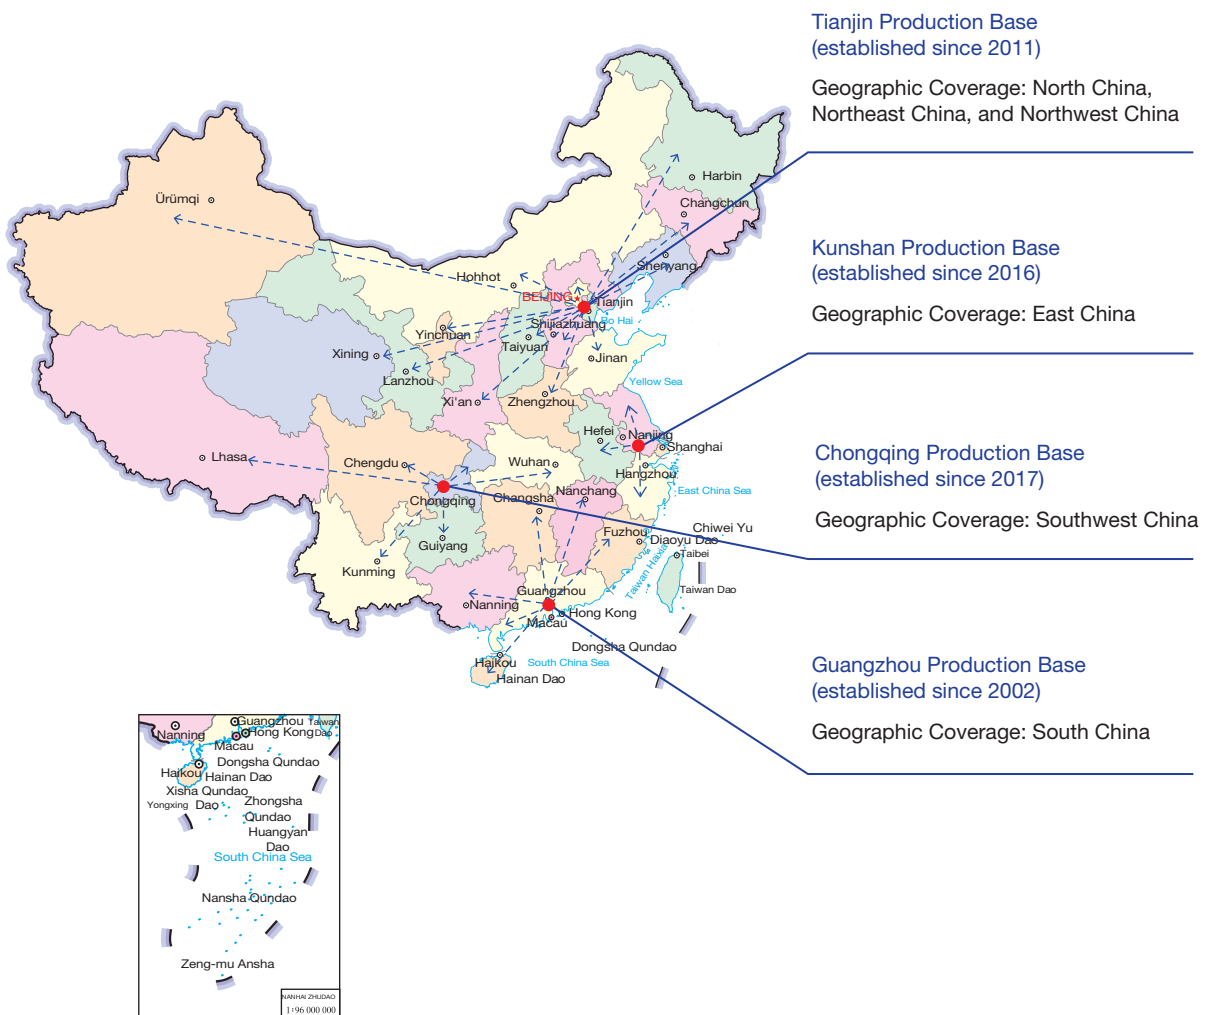 Tianjin Production Base
(established since 2011)
Geographic Coverage: North China,
Northeast China, and Northwest China
Kunshan Production Base
(established since 2016)
Geographic Coverage: East China
Chongqing Production Base
(established since 2017)
Geographic Coverage: Southwest China
Guangzhou Production Base
(established since 2002)
Geographic Coverage: South China
Harbin
Ürümqi
Changchun
Shenyang
Hohhot
BEIJING
Tianjin
Bo Hai
Shijiazhuang
Yinchuan
Taiyuan
Xining
Jinan
Lanzhou
Yellow Sea
Xi'an
Zhengzhou
Hefei
Nanjing
Shanghai
Lhasa
Chengdu
Wuhan
Hangzhou
Chongqing
Changsha
Nanchang
East China Sea
Chiwei Yu
Fuzhou
Diaoyu Dao
Guiyang
Taibei
Kunming
Taiwan Haixia
Taiwan Dao
Guangzhou
Nanning
Hong Kong
Macau
Dongsha Qundao
Haikou
South China Sea
Hainan Dao
Guangzhou
Taiwan
Nanning
Hong Kong
Dao
Macau
Dongsha Qundao
Haikou
Hainan Dao
Xisha Qundao
Yongxing Dao
Zhongsha
Qundao
Huangyan
Dao
South China Sea
Nansha Qundao
Zeng-mu Ansha
NANHAI ZHUDAO
1:96 000 000